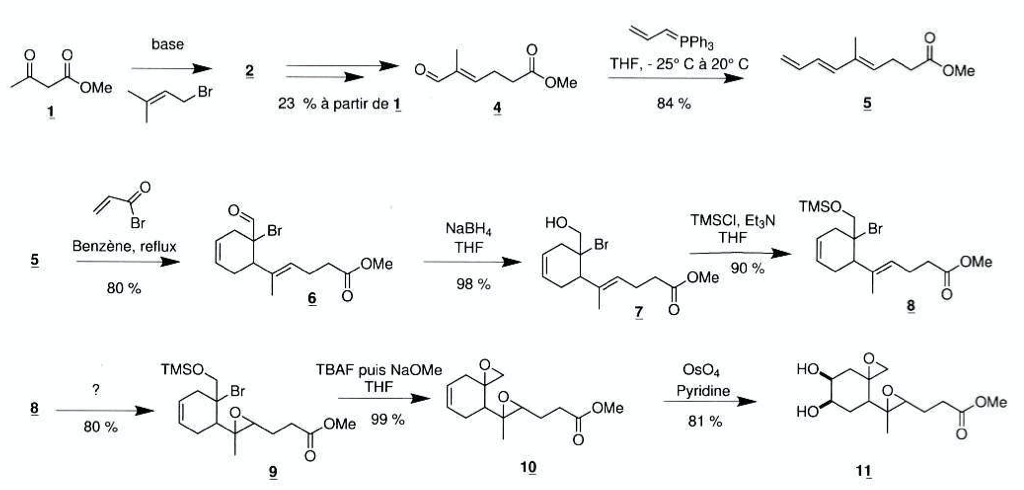 O O
OMe
1
base
Br
2
23 % à partir de 1
O
OMe
O
4
PPh3
THF, - 25° C à 20° C
84 %
O
OMe
5
5
O
Br
Benzène, reflux
80 %
O
Br
OMe
O
6
NaBH4
THF
98 %
HO
Br
OMe
O
7
TMSCl, Et3N
THF
90 %
TMSO
Br
OMe
O
8
8
?
80 %
TMSO
Br
O
OMe
O
9
TBAF puis NaOMe
THF
99 %
O
O
OMe
O
10
OsO4
Pyridine
81 %
HO
HO
O
O
OMe
O
11